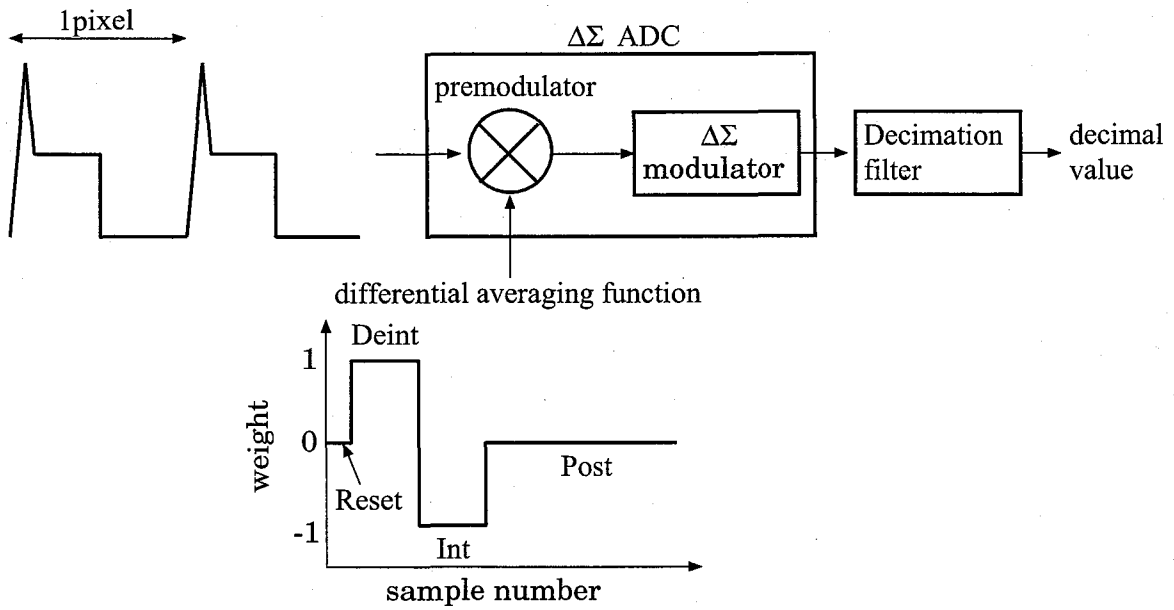 1pixel
ΔΣ ADC
premodulator
ΔΣ
modulator
Decimation
filter
decimal
value
differential averaging function
Deint
1
0
-1
weight
Reset
Post
Int
sample number